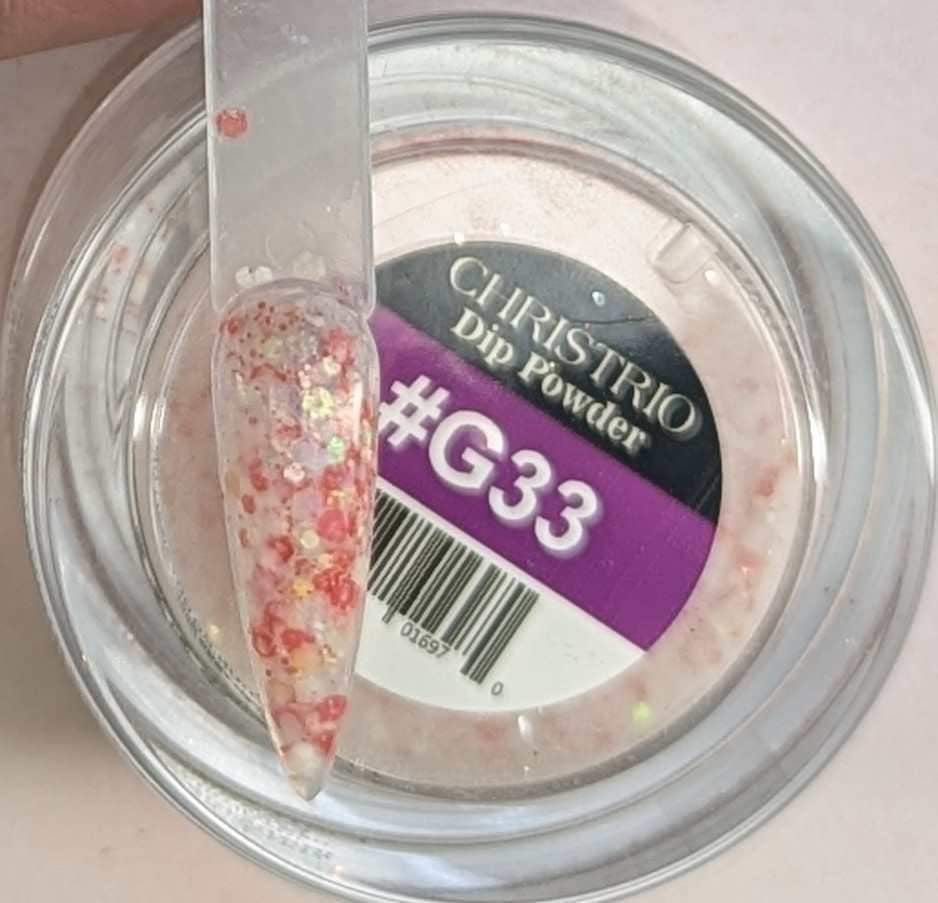 CHRISTRIO
Dip Powder
#G33
01697
0